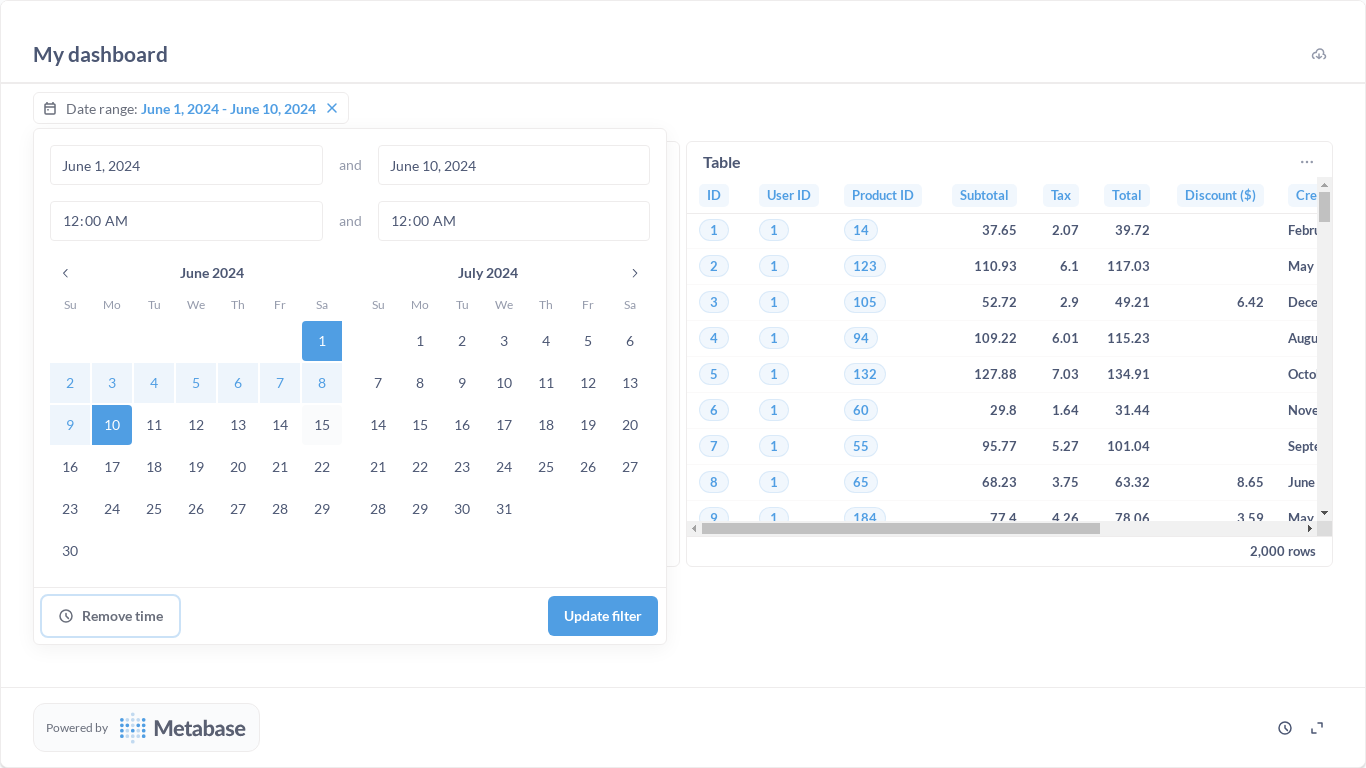 My dashboard
Date range: June 1, 2024 - June 10, 2024
June 1, 2024 and June 10, 2024
12:00 AM and 12:00 AM
June 2024
Su Mo Tu We Th Fr Sa
1
2 3 4 5 6 7 8
9 10 11 12 13 14 15
16 17 18 19 20 21 22
23 24 25 26 27 28 29
30
July 2024
Su Mo Tu We Th Fr Sa
1 2 3 4 5 6
7 8 9 10 11 12 13
14 15 16 17 18 19 20
21 22 23 24 25 26 27
28 29 30 31
Remove time
Update filter
Table
ID User ID Product ID Subtotal Tax Total Discount ($) Cre
1 1 14 37.65 2.07 39.72 Febru
2 1 123 110.93 6.1 117.03 May
3 1 105 52.72 2.9 49.21 6.42 Dece
4 1 94 109.22 6.01 115.23 Augu
5 1 132 127.88 7.03 134.91 Octo
6 1 60 29.8 1.64 31.44 Nove
7 1 55 95.77 5.27 101.04 Septe
8 1 65 68.23 3.75 63.32 8.65 June
9 1 184 77.4 4.26 78.06 3.59 May
2,000 rows
Powered by Metabase